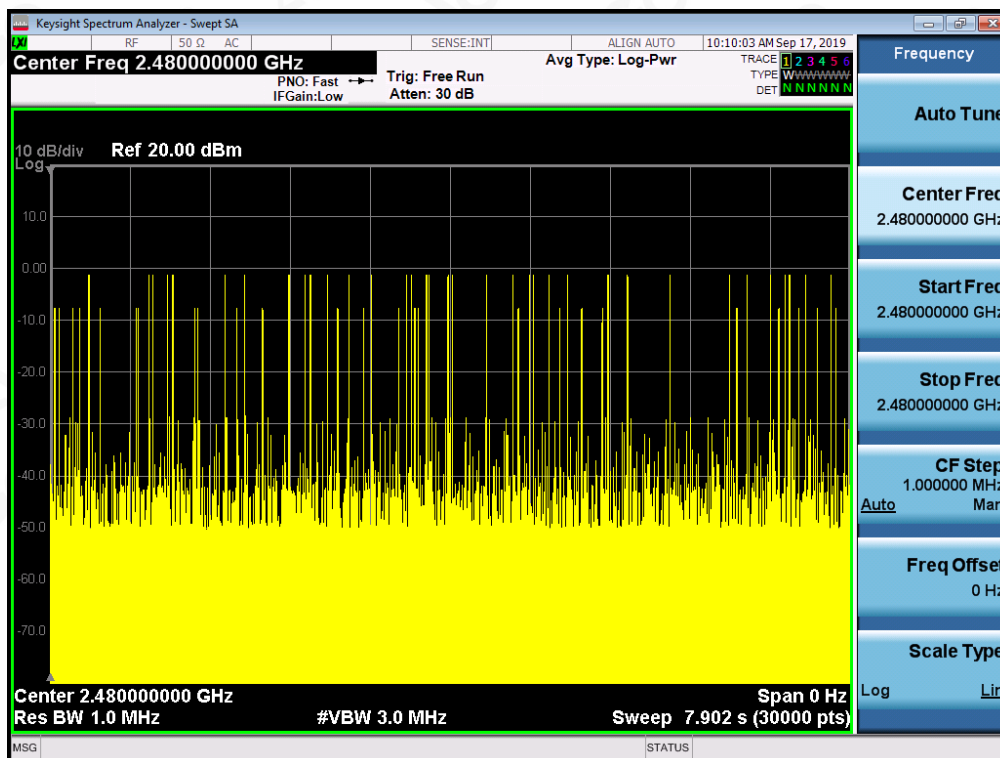 Keysight Spectrum Analyzer - Swept SA
LXI RF 50 Ω AC SENSE:INT ALIGN AUTO 10:10:03 AM Sep 17, 2019
Center Freq 2.480000000 GHz
PNO: Fast
IFGain:Low
Trig: Free Run
Atten: 30 dB
Avg Type: Log-Pwr
TRACE 1 2 3 4 5 6
TYPE W
DET N N N N N N
10 dB/div Ref 20.00 dBm
Log
10.0
0.00
-10.0
-20.0
-30.0
-40.0
-50.0
-60.0
-70.0
Center 2.480000000 GHz Span 0 Hz
Res BW 1.0 MHz #VBW 3.0 MHz Sweep 7.902 s (30000 pts)
MSG STATUS
Frequency
Auto Tune
Center Freq
2.480000000 GHz
Start Freq
2.480000000 GHz
Stop Freq
2.480000000 GHz
CF Step
1.000000 MHz
Auto Man
Freq Offset
0 Hz
Scale Type
Log Lin